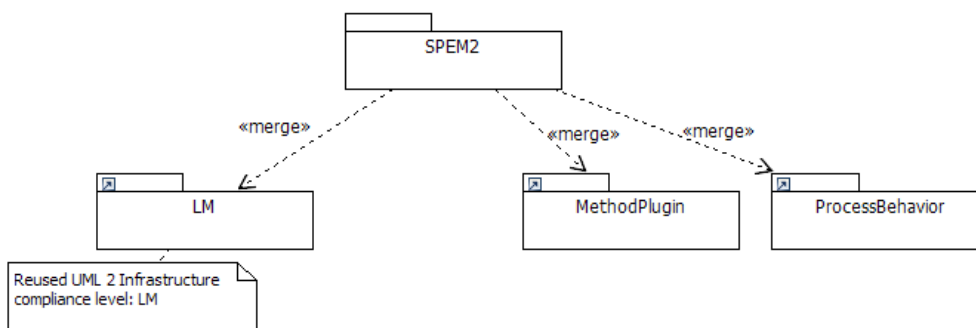 SPEM2
«merge»
«merge»
«merge»
LM
MethodPlugin
ProcessBehavior
Reused UML 2 Infrastructure
compliance level: LM